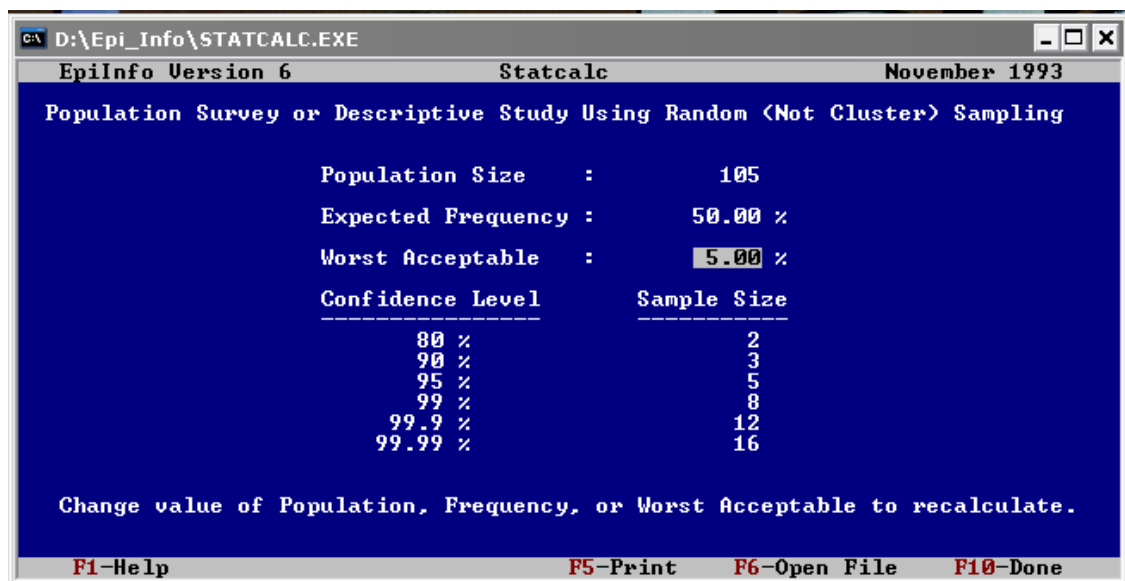 D:\Epi_Info\STATCALC.EXE
EpiInfo Version 6 Statcalc November 1993
Population Survey or Descriptive Study Using Random (Not Cluster) Sampling
Population Size : 105
Expected Frequency : 50.00 %
Worst Acceptable : 5.00 %
Confidence Level Sample Size
80 % 2
90 % 3
95 % 5
99 % 8
99.9 % 12
99.99 % 16
Change value of Population, Frequency, or Worst Acceptable to recalculate.
F1-Help F5-Print F6-Open File F10-Done